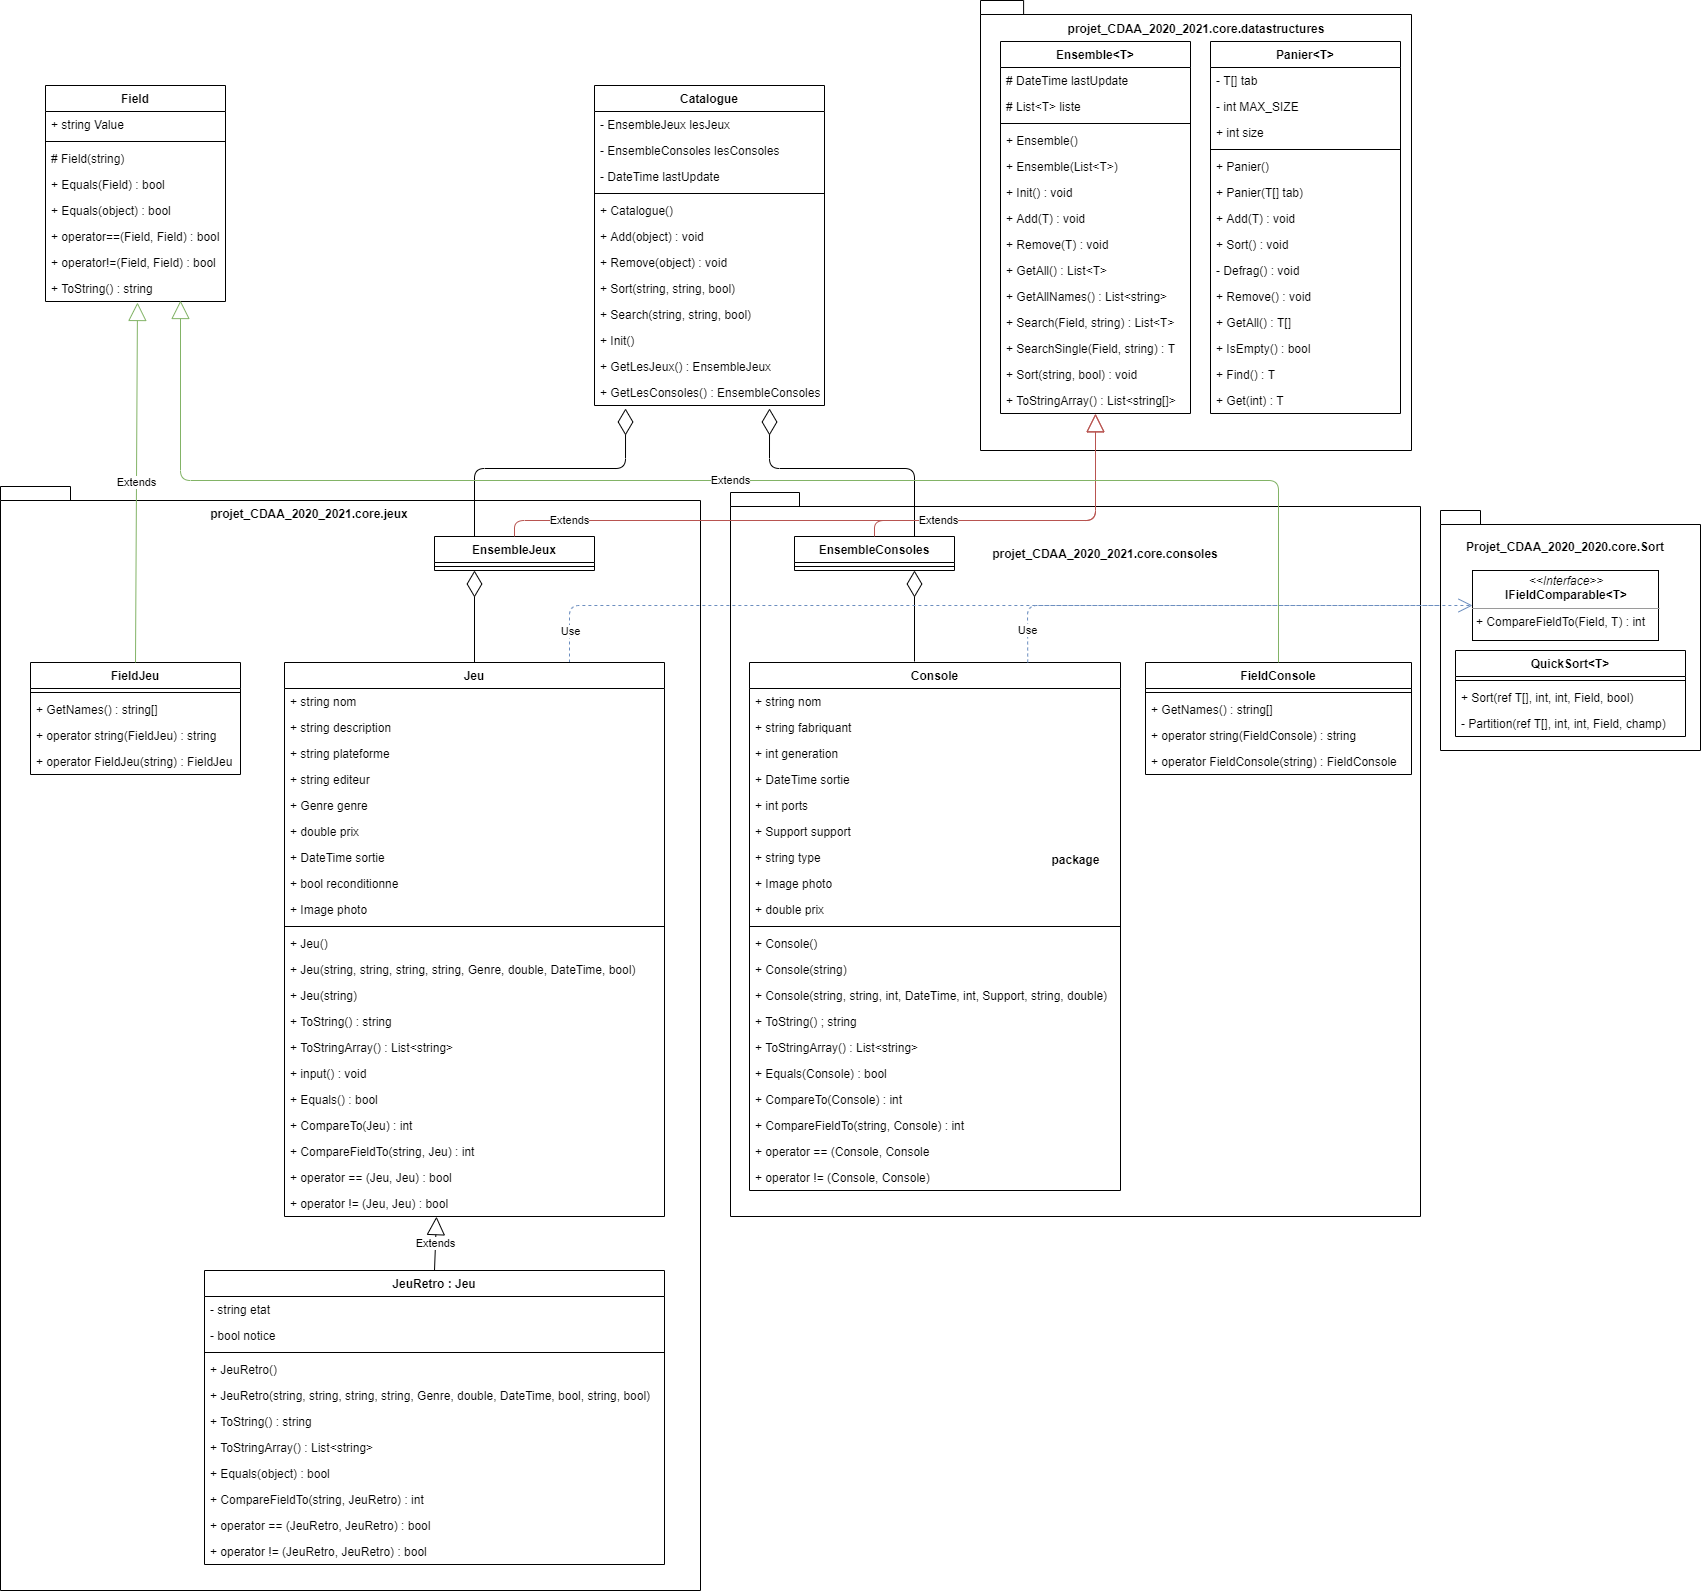 projet_CDAA_2020_2021.core.datastructures
Ensemble<T>
# DateTime lastUpdate
# List<T> liste
+ Ensemble()
+ Ensemble(List<T>)
+ Init() : void
+ Add(T) : void
+ Remove(T) : void
+ GetAll() : List<T>
+ GetAllNames() : List<string>
+ Search(Field, string) : List<T>
+ SearchSingle(Field, string) : T
+ Sort(string, bool) : void
+ ToStringArray() : List<string[]>
Panier<T>
- T[] tab
- int MAX_SIZE
+ int size
+ Panier()
+ Panier(T[] tab)
+ Add(T) : void
+ Sort() : void
- Defrag() : void
+ Remove() : void
+ GetAll() : T[]
+ IsEmpty() : bool
+ Find() : T
+ Get(int) : T
Field
+ string Value
# Field(string)
+ Equals(Field) : bool
+ Equals(object) : bool
+ operator==(Field, Field) : bool
+ operator!=(Field, Field) : bool
+ ToString() : string
Catalogue
- EnsembleJeux lesJeux
- EnsembleConsoles lesConsoles
- DateTime lastUpdate
+ Catalogue()
+ Add(object) : void
+ Remove(object) : void
+ Sort(string, string, bool)
+ Search(string, string, bool)
+ Init()
+ GetLesJeux() : EnsembleJeux
+ GetLesConsoles() : EnsembleConsoles
Extends
Extends
projet_CDAA_2020_2021.core.jeux
Extends
Extends
EnsembleJeux
EnsembleConsoles
projet_CDAA_2020_2021.core.consoles
Projet_CDAA_2020_2020.core.Sort
<<Interface>>
IFieldComparable<T>
+ CompareFieldTo(Field, T) : int
QuickSort<T>
+ Sort(ref T[], int, int, Field, bool)
- Partition(ref T[], int, int, Field, champ)
Use
Use
FieldJeu
+ GetNames() : string[]
+ operator string(FieldJeu) : string
+ operator FieldJeu(string) : FieldJeu
Jeu
+ string nom
+ string description
+ string plateforme
+ string editeur
+ Genre genre
+ double prix
+ DateTime sortie
+ bool reconditionne
+ Image photo
+ Jeu()
+ Jeu(string, string, string, string, Genre, double, DateTime, bool)
+ Jeu(string)
+ ToString() : string
+ ToStringArray() : List<string>
+ input() : void
+ Equals() : bool
+ CompareTo(Jeu) : int
+ CompareFieldTo(string, Jeu) : int
+ operator == (Jeu, Jeu) : bool
+ operator != (Jeu, Jeu) : bool
Console
+ string nom
+ string fabriquant
+ int generation
+ DateTime sortie
+ int ports
+ Support support
+ string type
+ Image photo
+ double prix
+ Console()
+ Console(string)
+ Console(string, string, int, DateTime, int, Support, string, double)
+ ToString() ; string
+ ToStringArray() : List<string>
+ Equals(Console) : bool
+ CompareTo(Console) : int
+ CompareFieldTo(string, Console) : int
+ operator == (Console, Console
+ operator != (Console, Console)
package
FieldConsole
+ GetNames() : string[]
+ operator string(FieldConsole) : string
+ operator FieldConsole(string) : FieldConsole
Extends
JeuRetro : Jeu
- string etat
- bool notice
+ JeuRetro()
+ JeuRetro(string, string, string, string, Genre, double, DateTime, bool, string, bool)
+ ToString() : string
+ ToStringArray() : List<string>
+ Equals(object) : bool
+ CompareFieldTo(string, JeuRetro) : int
+ operator == (JeuRetro, JeuRetro) : bool
+ operator != (JeuRetro, JeuRetro) : bool